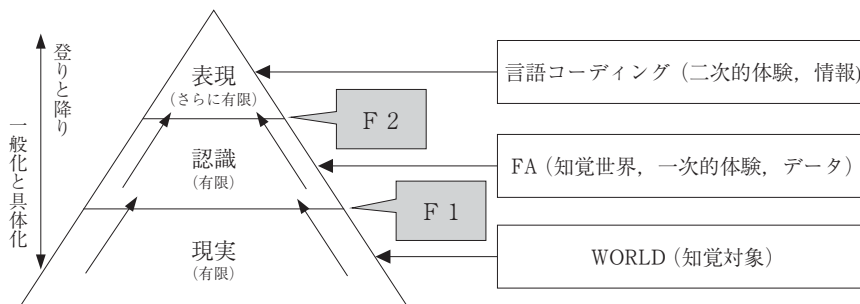 登りと降り
一般化と具体化
表現
(さらに有限)
認識
(有限)
現実
(有限)
F 2
F 1
言語コーディング（二次的体験，情報)
FA（知覚世界，一次的体験，データ）
WORLD（知覚対象）